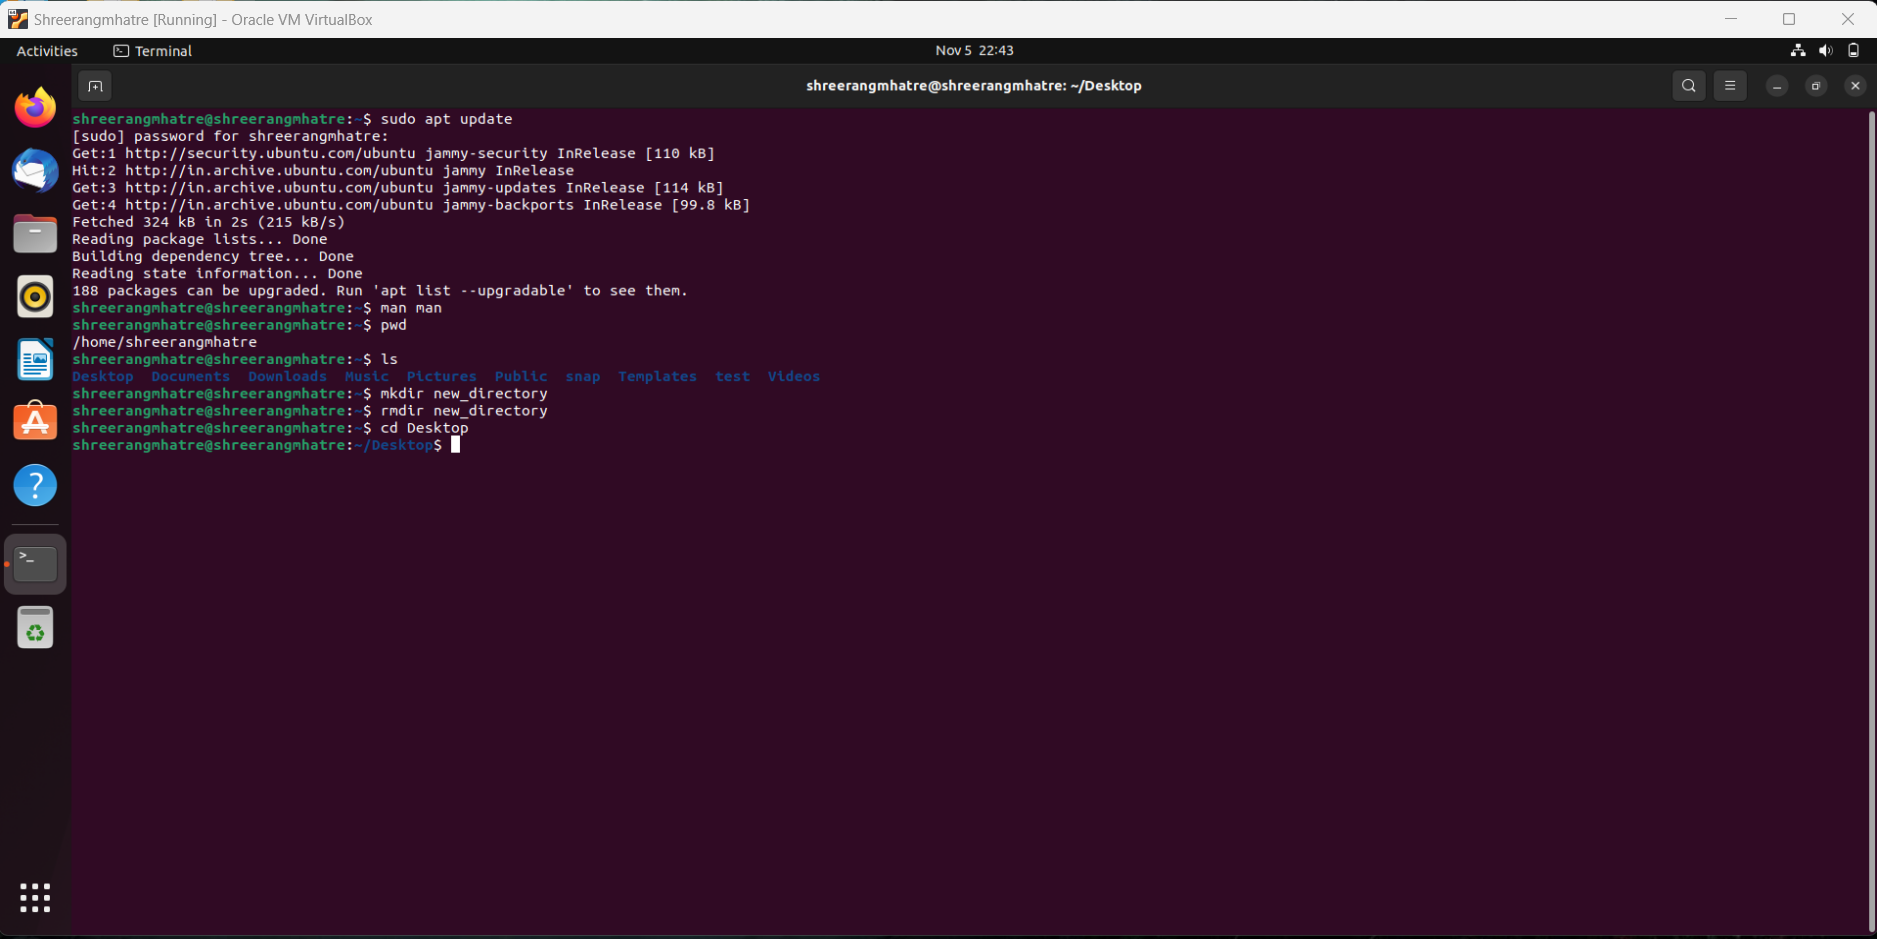 Shreerangmhatre [Running] - Oracle VM VirtualBox
Activities Terminal Nov 5 22:43
shreerangmhatre@shreerangmhatre: ~/Desktop
shreerangmhatre@shreerangmhatre:~$ sudo apt update
[sudo] password for shreerangmhatre:
Get:1 http://security.ubuntu.com/ubuntu jammy-security InRelease [110 kB]
Hit:2 http://in.archive.ubuntu.com/ubuntu jammy InRelease
Get:3 http://in.archive.ubuntu.com/ubuntu jammy-updates InRelease [114 kB]
Get:4 http://in.archive.ubuntu.com/ubuntu jammy-backports InRelease [99.8 kB]
Fetched 324 kB in 2s (215 kB/s)
Reading package lists... Done
Building dependency tree... Done
Reading state information... Done
188 packages can be upgraded. Run 'apt list --upgradable' to see them.
shreerangmhatre@shreerangmhatre:~$ man man
shreerangmhatre@shreerangmhatre:~$ pwd
/home/shreerangmhatre
shreerangmhatre@shreerangmhatre:~$ ls
Desktop Documents Downloads Music Pictures Public snap Templates test Videos
shreerangmhatre@shreerangmhatre:~$ mkdir new_directory
shreerangmhatre@shreerangmhatre:~$ rmdir new_directory
shreerangmhatre@shreerangmhatre:~$ cd Desktop
shreerangmhatre@shreerangmhatre:~/Desktop$